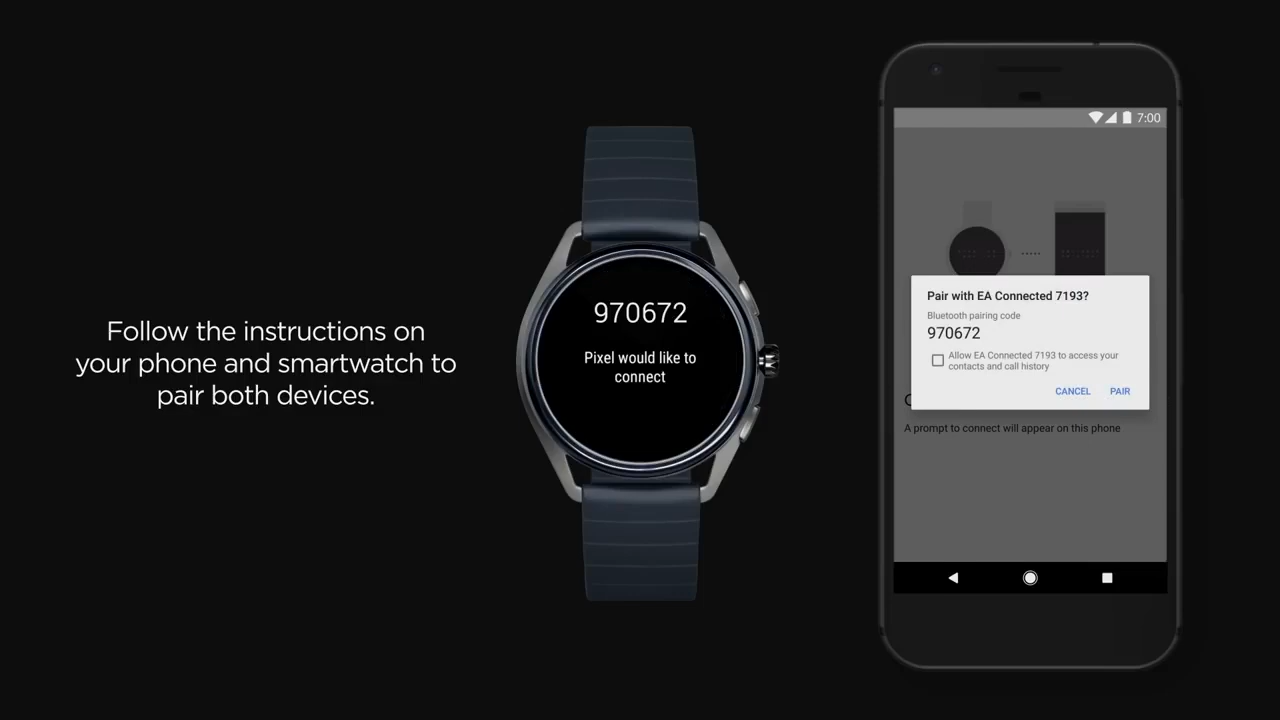 Follow the instructions on
your phone and smartwatch to
pair both devices.
970672
Pixel would like to
connect
7:00
Pair with EA Connected 7193?
Bluetooth pairing code
970672
Allow EA Connected 7193 to access your
contacts and call history
CANCEL PAIR
A prompt to connect will appear on this phone